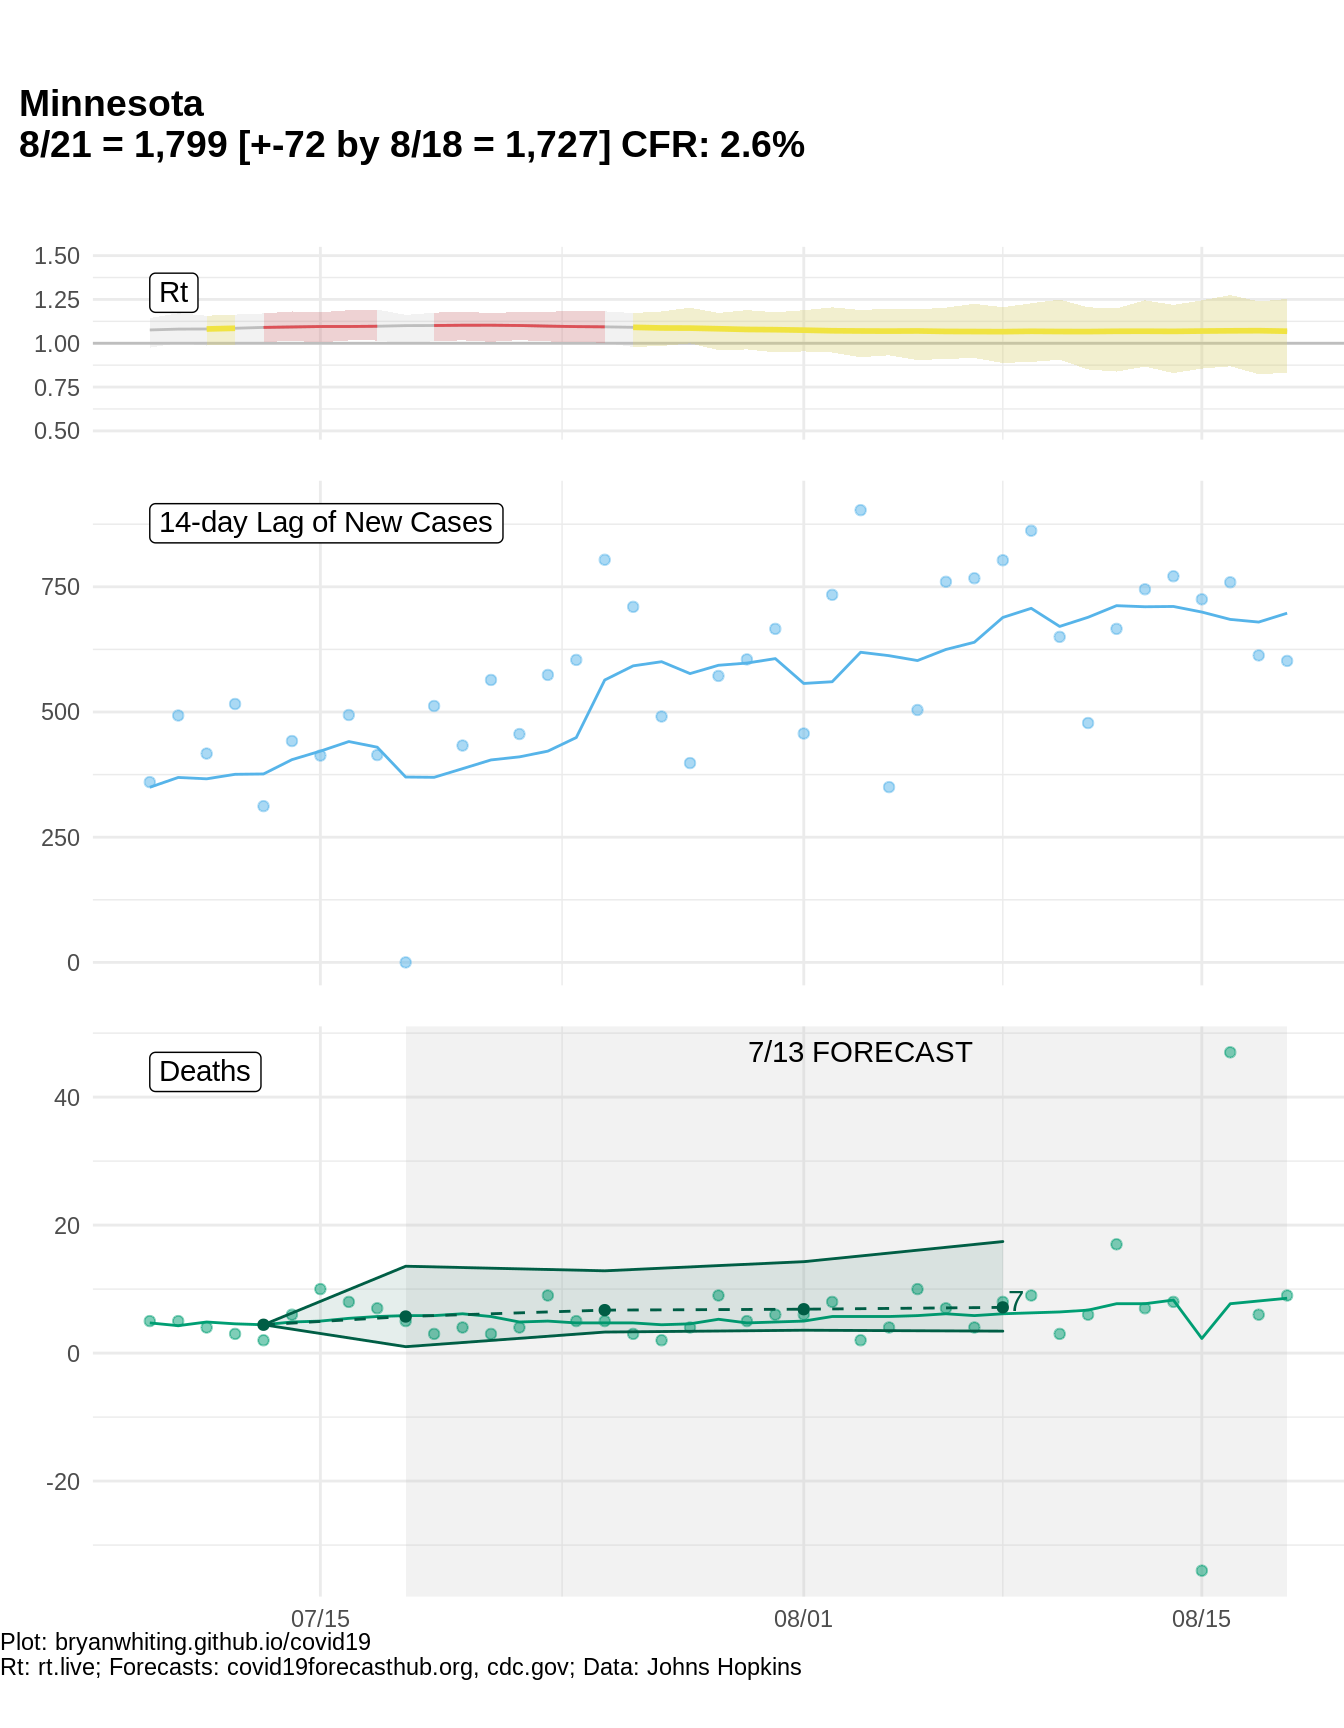 Minnesota
8/21 = 1,799 [+-72 by 8/18 = 1,727] CFR: 2.6%
1.50
Rt
1.25
1.00
0.75
0.50
14-day Lag of New Cases
750
500
250
0
7/13 FORECAST
Deaths
40
20
7
0
-20
07/15
08/01
08/15
Plot: bryanwhiting.github.io/covid19
Rt: rt.live; Forecasts: covid19forecasthub.org, cdc.gov; Data: Johns Hopkins